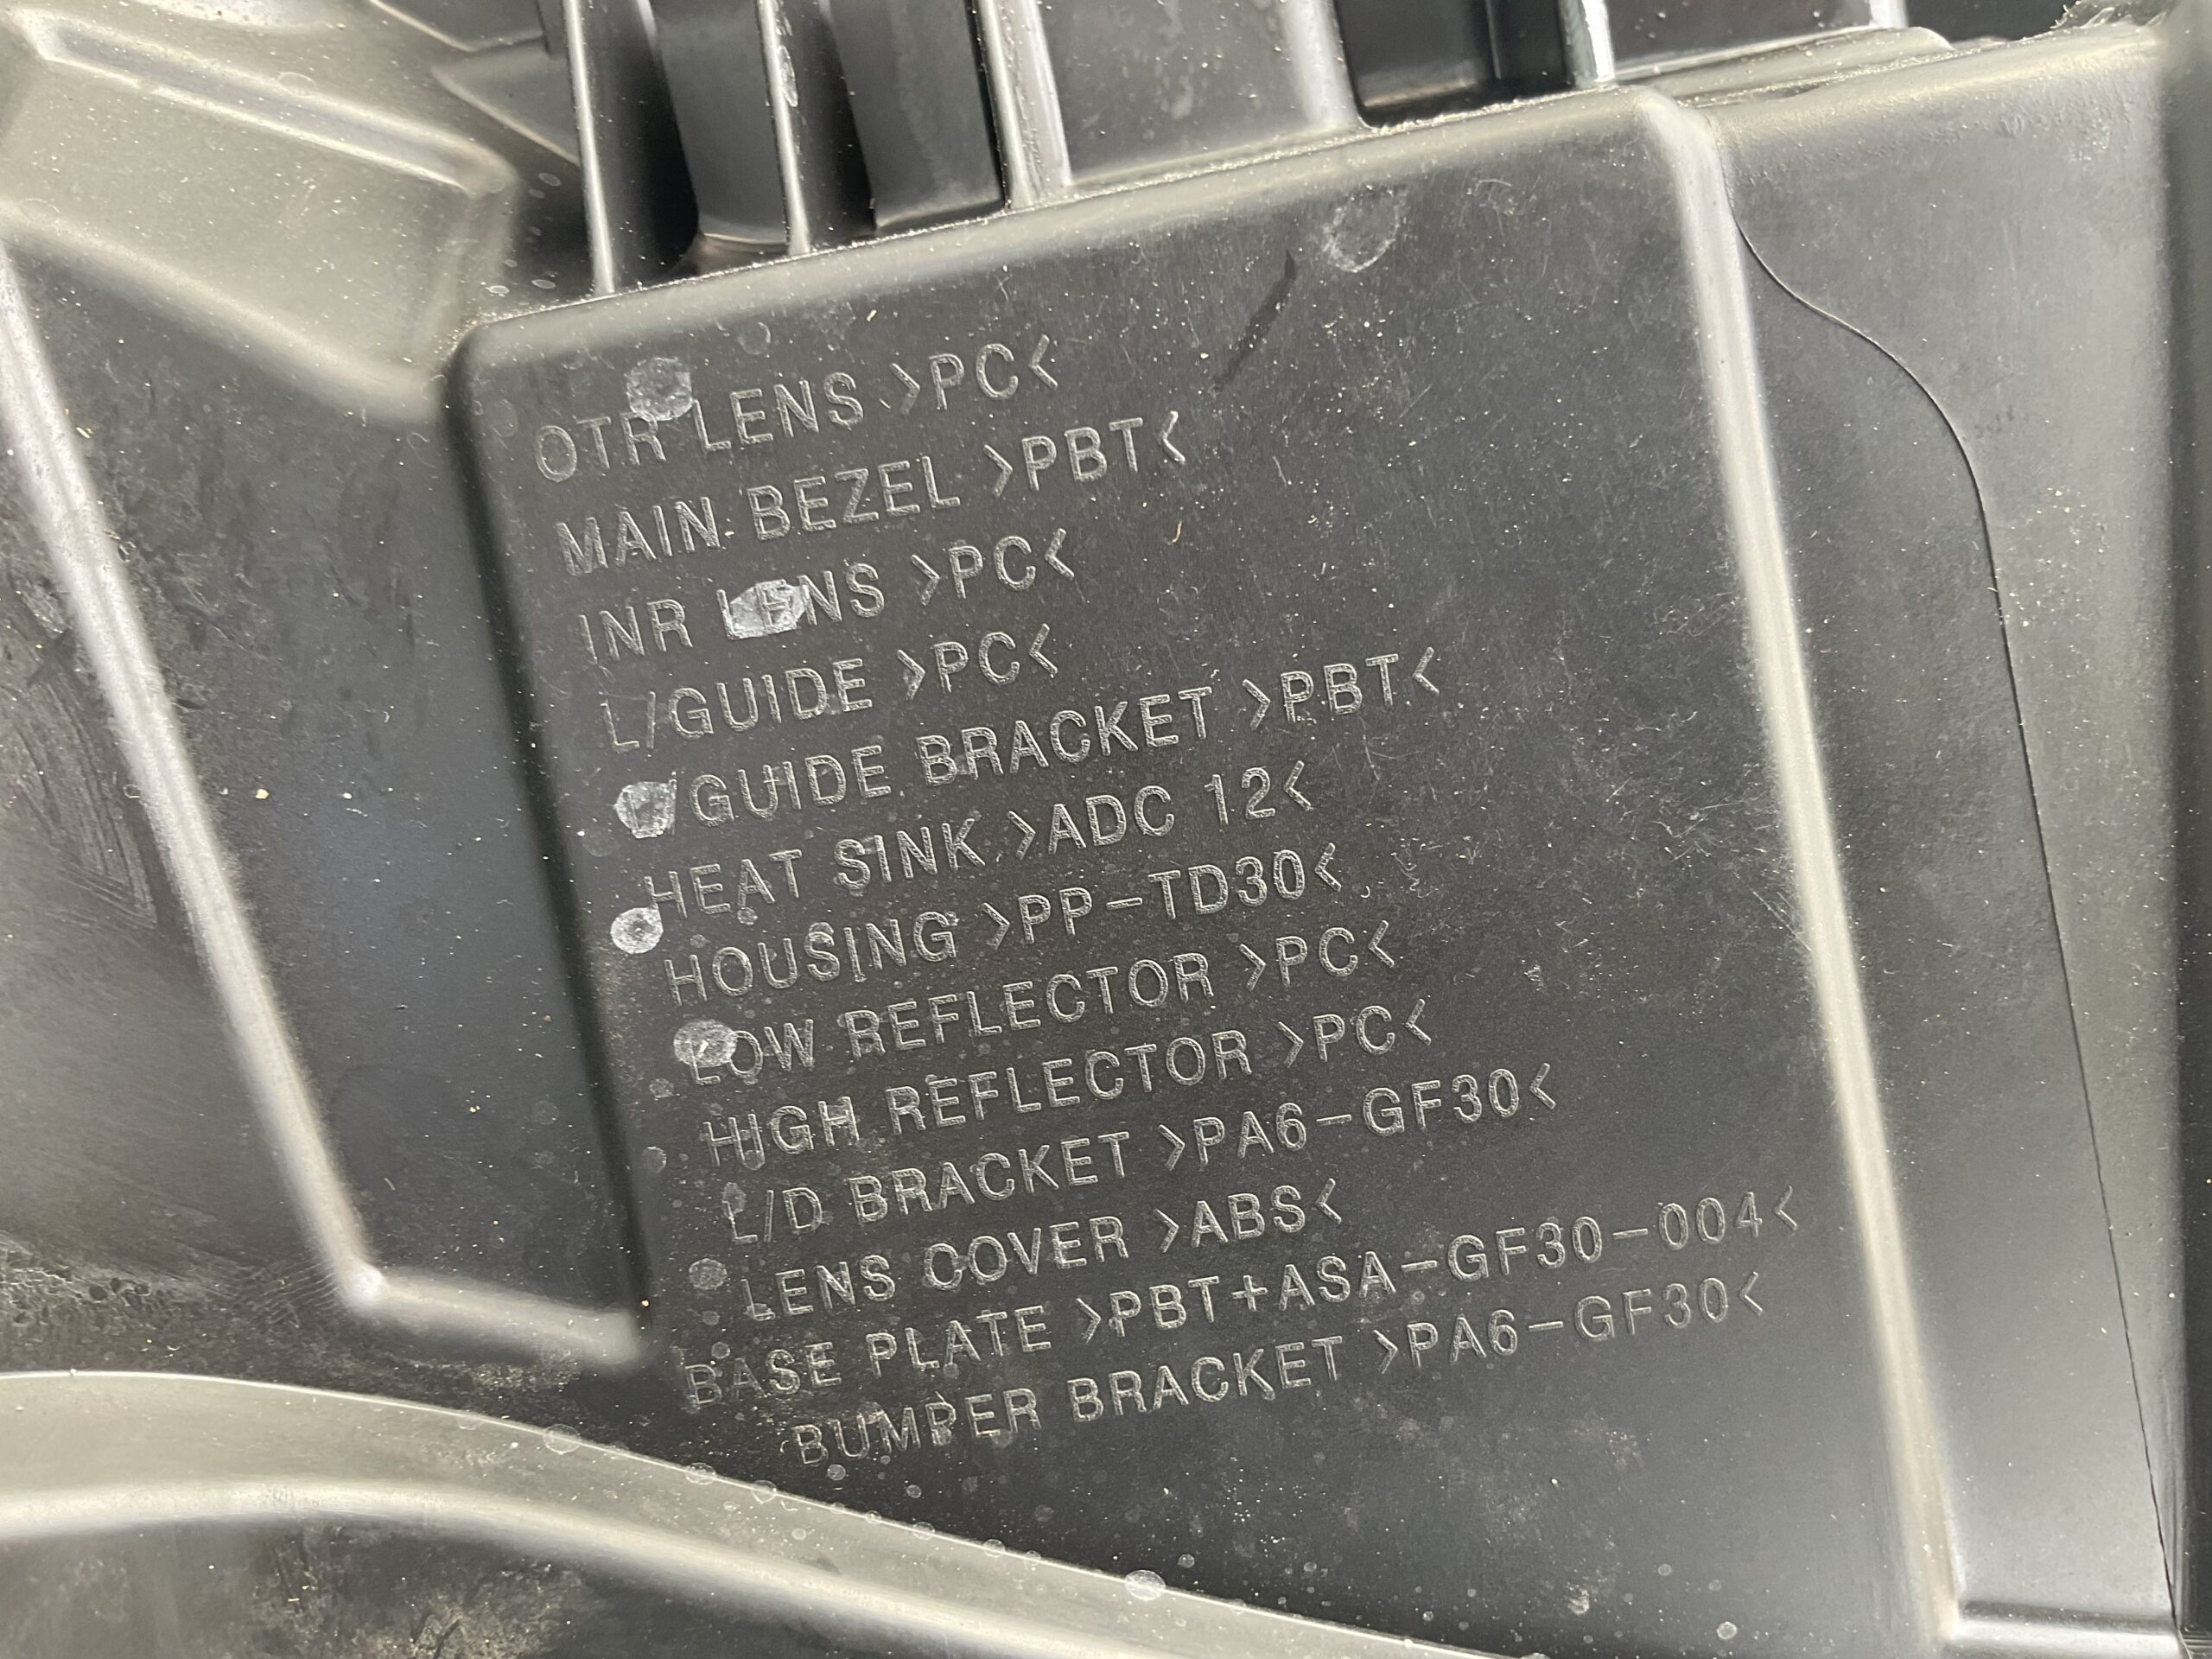 OTR LENS >PC<
MAIN BEZEL >PBT<
INR LENS >PC<
L/GUIDE >PC<
L/GUIDE BRACKET >PBT<
HEAT SINK >ADC 12<
HOUSING >PP-TD30<
LOW REFLECTOR >PC<
HIGH REFLECTOR >PC<
L/D BRACKET >PA6-GF30<
LENS COVER >ABS<
BASE PLATE >PBT+ASA-GF30-004<
BUMPER BRACKET >PA6-GF30<